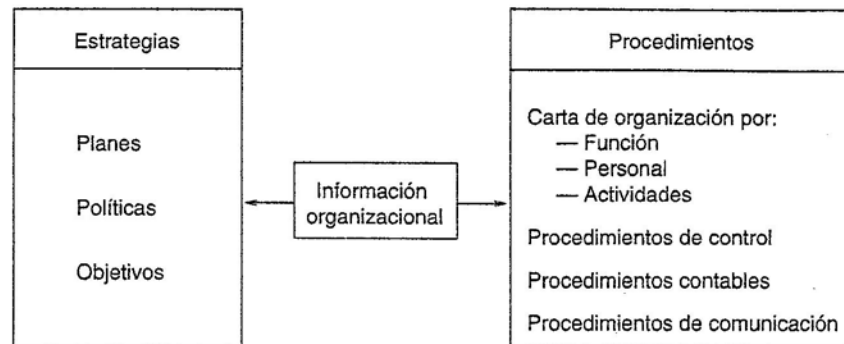 Estrategias
Planes
Políticas
Objetivos
Información
organizacional
Procedimientos
Carta de organización por:
— Función
— Personal
— Actividades
Procedimientos de control
Procedimientos contables
Procedimientos de comunicación